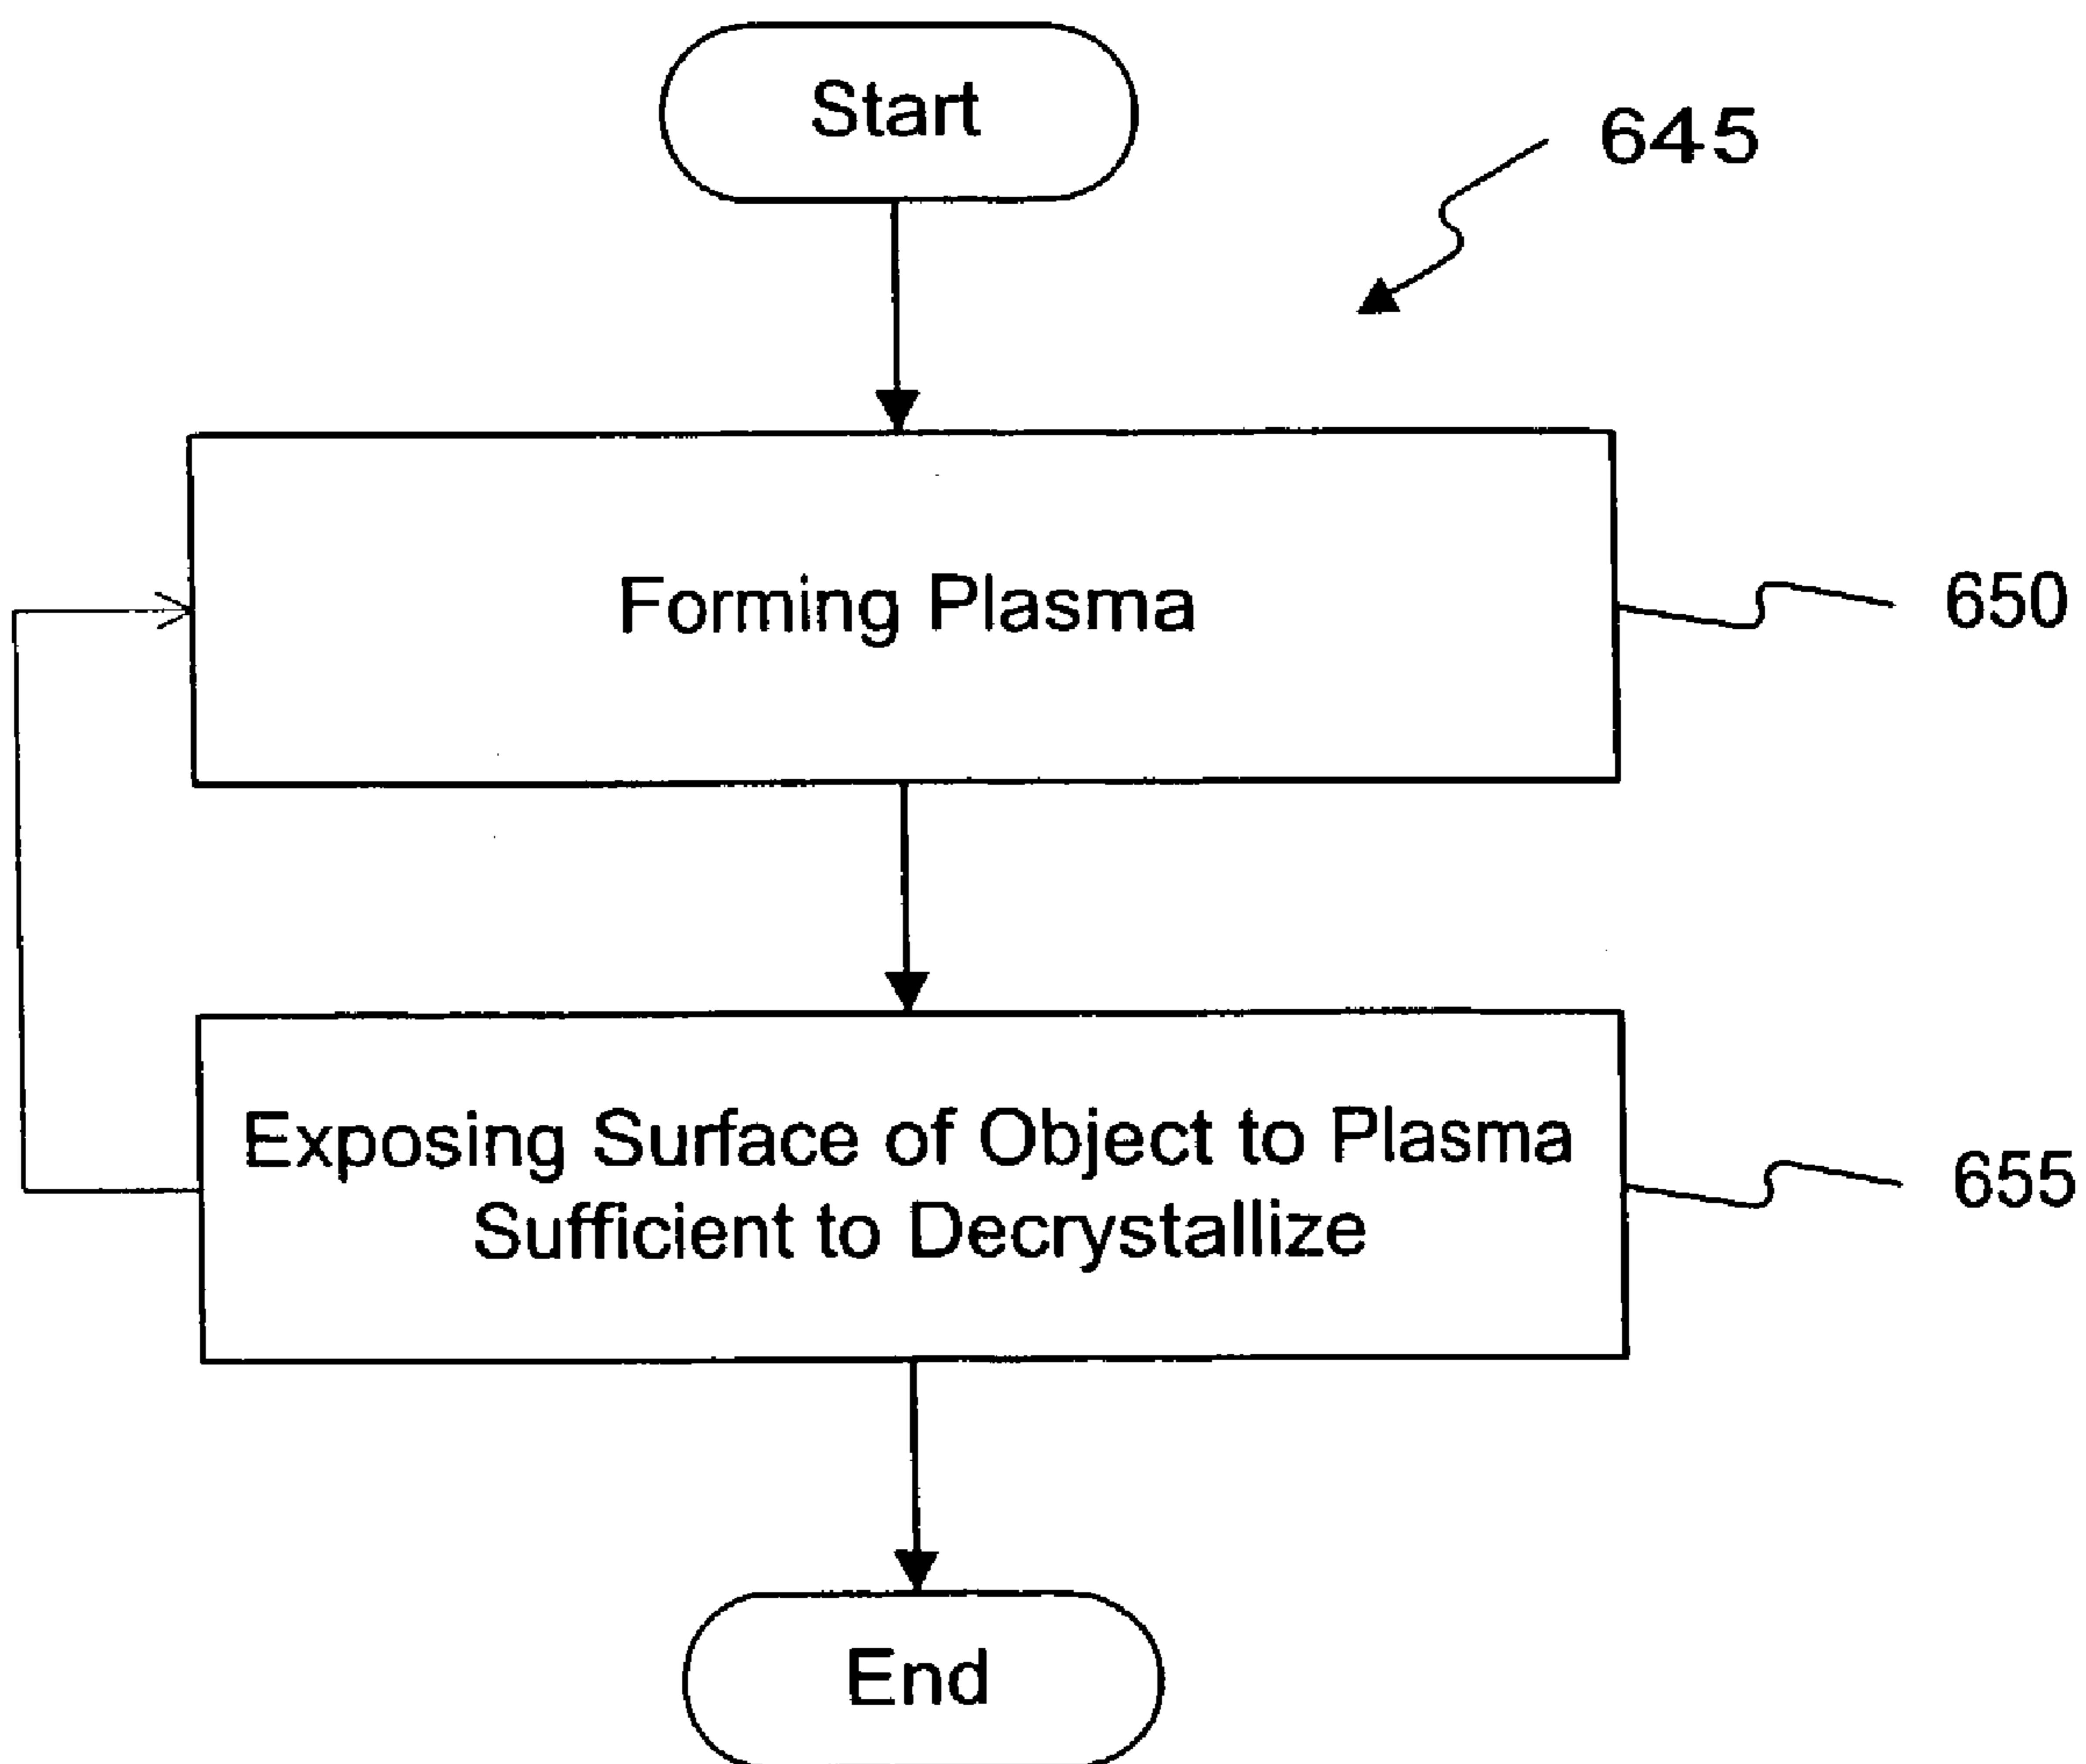 Start
645
Forming Plasma
650
Exposing Surface of Object to Plasma
Sufficient to Decrystallize
655
End